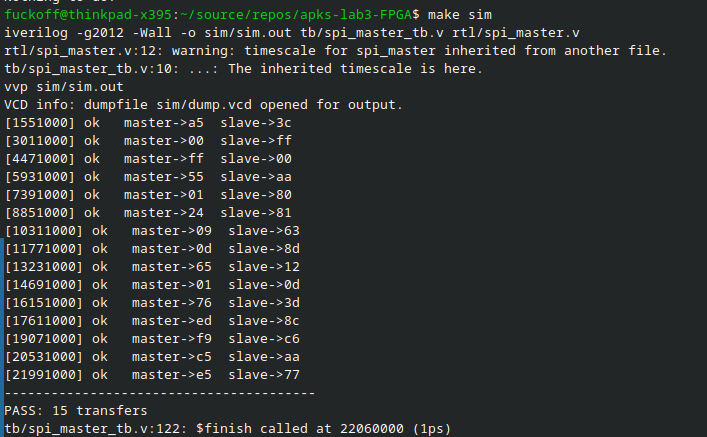 fuckoff@thinkpad-x395:~/source/repos/apks-lab3-FPGA$ make sim
iverilog -g2012 -Wall -o sim/sim.out tb/spi_master_tb.v rtl/spi_master.v
rtl/spi_master.v:12: warning: timescale for spi_master inherited from another file.
tb/spi_master_tb.v:10: ...: The inherited timescale is here.
vvp sim/sim.out
VCD info: dumpfile sim/dump.vcd opened for output.
[1551000] ok   master->a5  slave->3c
[3011000] ok   master->00  slave->ff
[4471000] ok   master->ff  slave->00
[5931000] ok   master->55  slave->aa
[7391000] ok   master->01  slave->80
[8851000] ok   master->24  slave->81
[10311000] ok   master->09  slave->63
[11771000] ok   master->0d  slave->8d
[13231000] ok   master->65  slave->12
[14691000] ok   master->01  slave->0d
[16151000] ok   master->76  slave->3d
[17611000] ok   master->ed  slave->8c
[19071000] ok   master->f9  slave->c6
[20531000] ok   master->c5  slave->aa
[21991000] ok   master->e5  slave->77
----------------------------------------
PASS: 15 transfers
tb/spi_master_tb.v:122: $finish called at 22060000 (1ps)